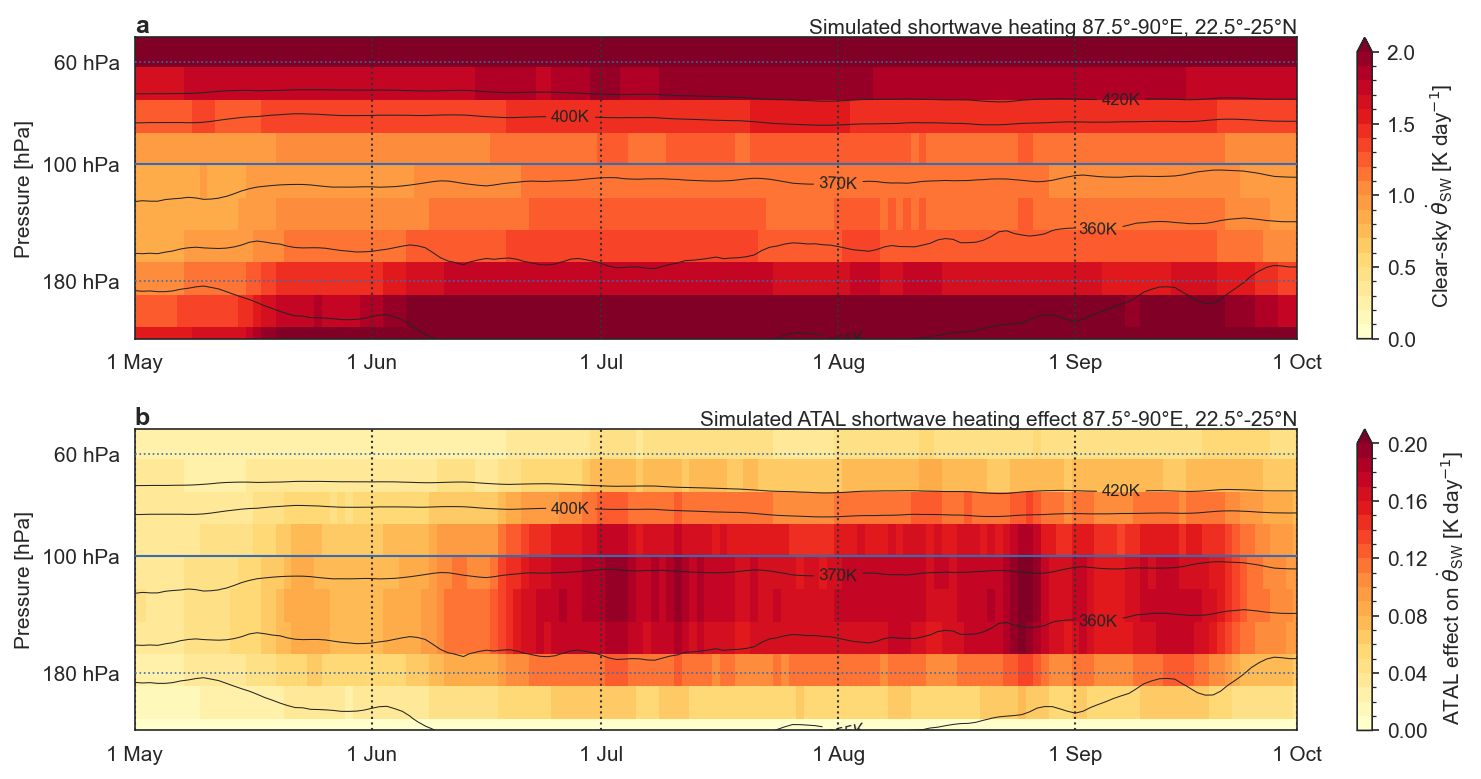 a
Simulated shortwave heating 87.5°-90°E, 22.5°-25°N
60 hPa
100 hPa
180 hPa
Pressure [hPa]
420K
400K
370K
360K
1 May
1 Jun
1 Jul
1 Aug
1 Sep
1 Oct
2.0
1.5
1.0
0.5
0.0
Clear-sky θ̇SW [K day−1]
b
Simulated ATAL shortwave heating effect 87.5°-90°E, 22.5°-25°N
60 hPa
100 hPa
180 hPa
Pressure [hPa]
420K
400K
370K
360K
1 May
1 Jun
1 Jul
1 Aug
1 Sep
1 Oct
0.20
0.16
0.12
0.08
0.04
0.00
ATAL effect on θ̇SW [K day−1]